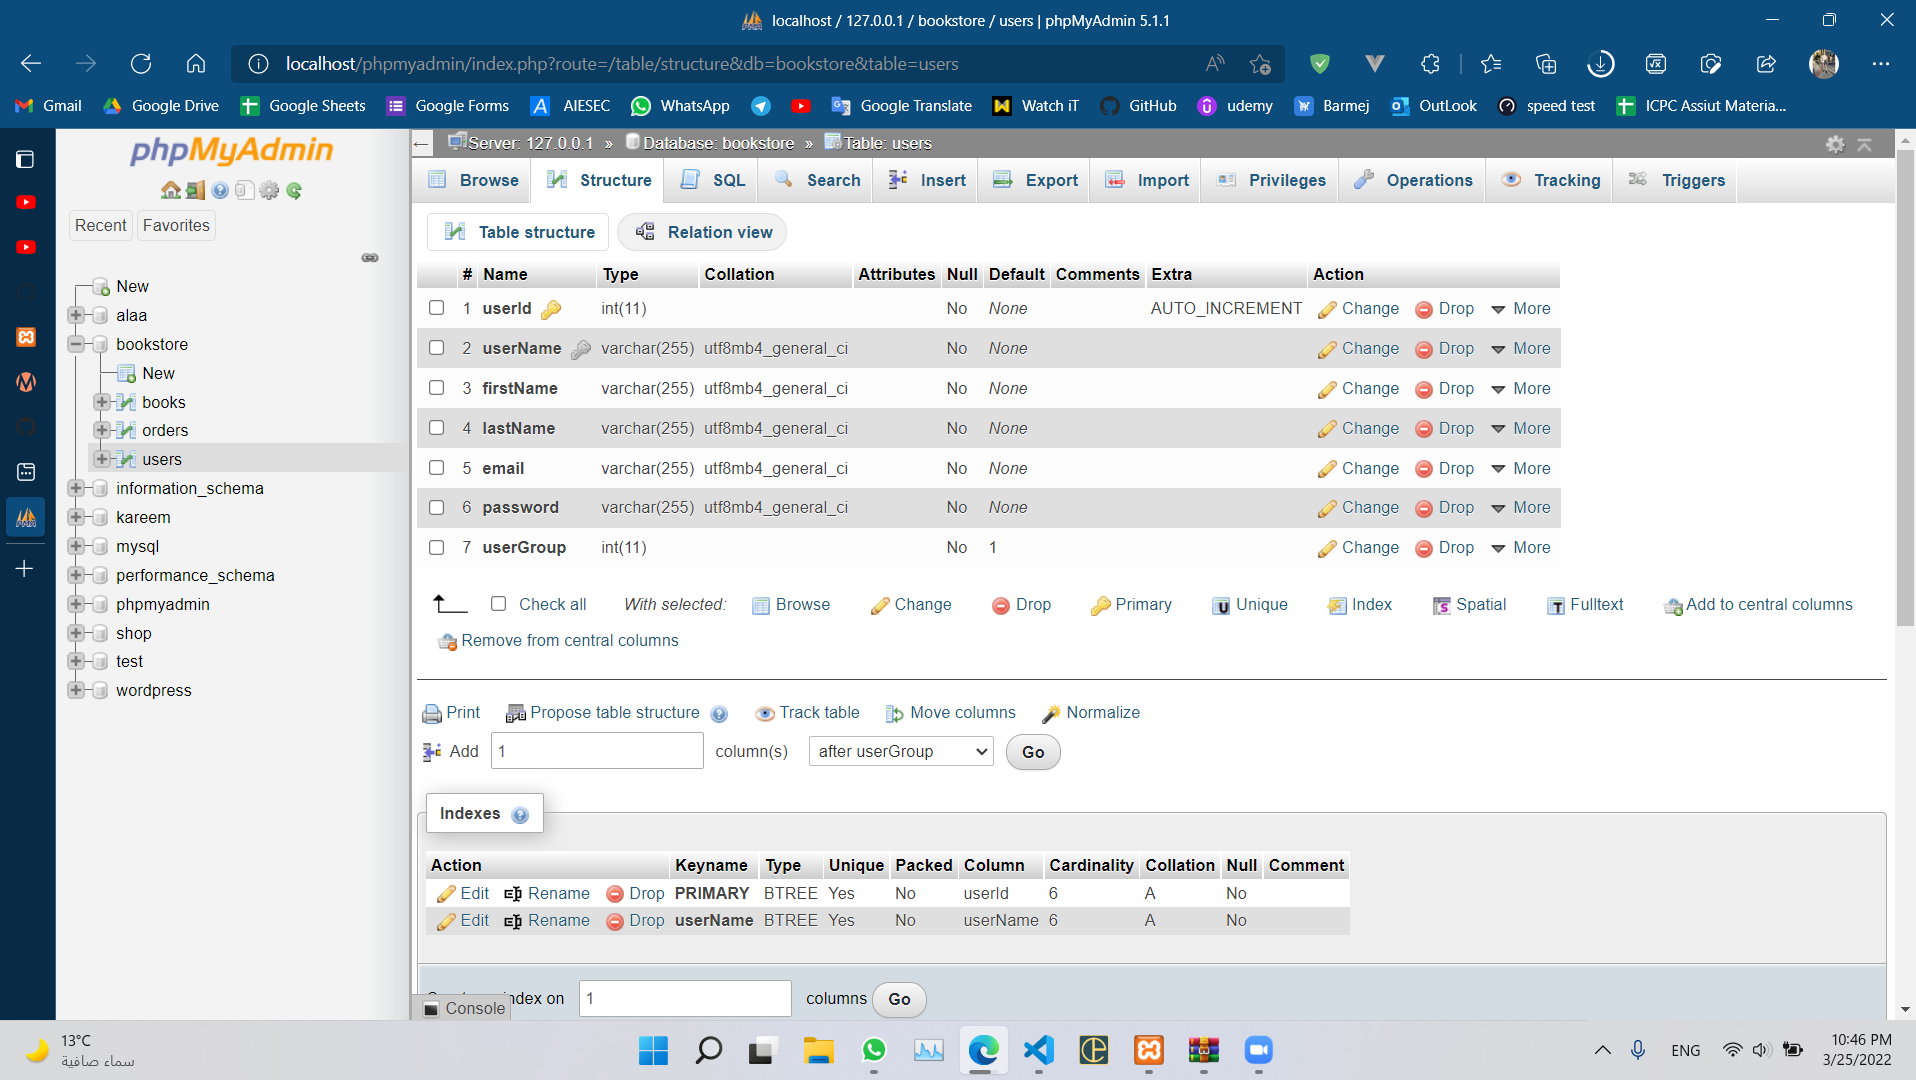 localhost / 127.0.0.1 / bookstore / users | phpMyAdmin 5.1.1
localhost/phpmyadmin/index.php?route=/table/structure&db=bookstore&table=users
Gmail Google Drive Google Sheets Google Forms AIESEC WhatsApp Google Translate Watch iT GitHub udemy Barmej OutLook speed test ICPC Assiut Materia...
phpMyAdmin
Recent Favorites
New
alaa
bookstore
New
books
orders
users
information_schema
kareem
mysql
performance_schema
phpmyadmin
shop
test
wordpress
Server: 127.0.0.1 » Database: bookstore » Table: users
Browse Structure SQL Search Insert Export Import Privileges Operations Tracking Triggers
Table structure Relation view
# Name Type Collation Attributes Null Default Comments Extra Action
1 userId int(11) No None AUTO_INCREMENT Change Drop More
2 userName varchar(255) utf8mb4_general_ci No None Change Drop More
3 firstName varchar(255) utf8mb4_general_ci No None Change Drop More
4 lastName varchar(255) utf8mb4_general_ci No None Change Drop More
5 email varchar(255) utf8mb4_general_ci No None Change Drop More
6 password varchar(255) utf8mb4_general_ci No None Change Drop More
7 userGroup int(11) No 1 Change Drop More
Check all With selected: Browse Change Drop Primary Unique Index Spatial Fulltext Add to central columns
Remove from central columns
Print Propose table structure Track table Move columns Normalize
Add 1 column(s) after userGroup Go
Indexes
Action Keyname Type Unique Packed Column Cardinality Collation Null Comment
Edit Rename Drop PRIMARY BTREE Yes No userId 6 A No
Edit Rename Drop userName BTREE Yes No userName 6 A No
index on 1 columns Go
Console
13°C
سماء صافية
ENG
10:46 PM
3/25/2022